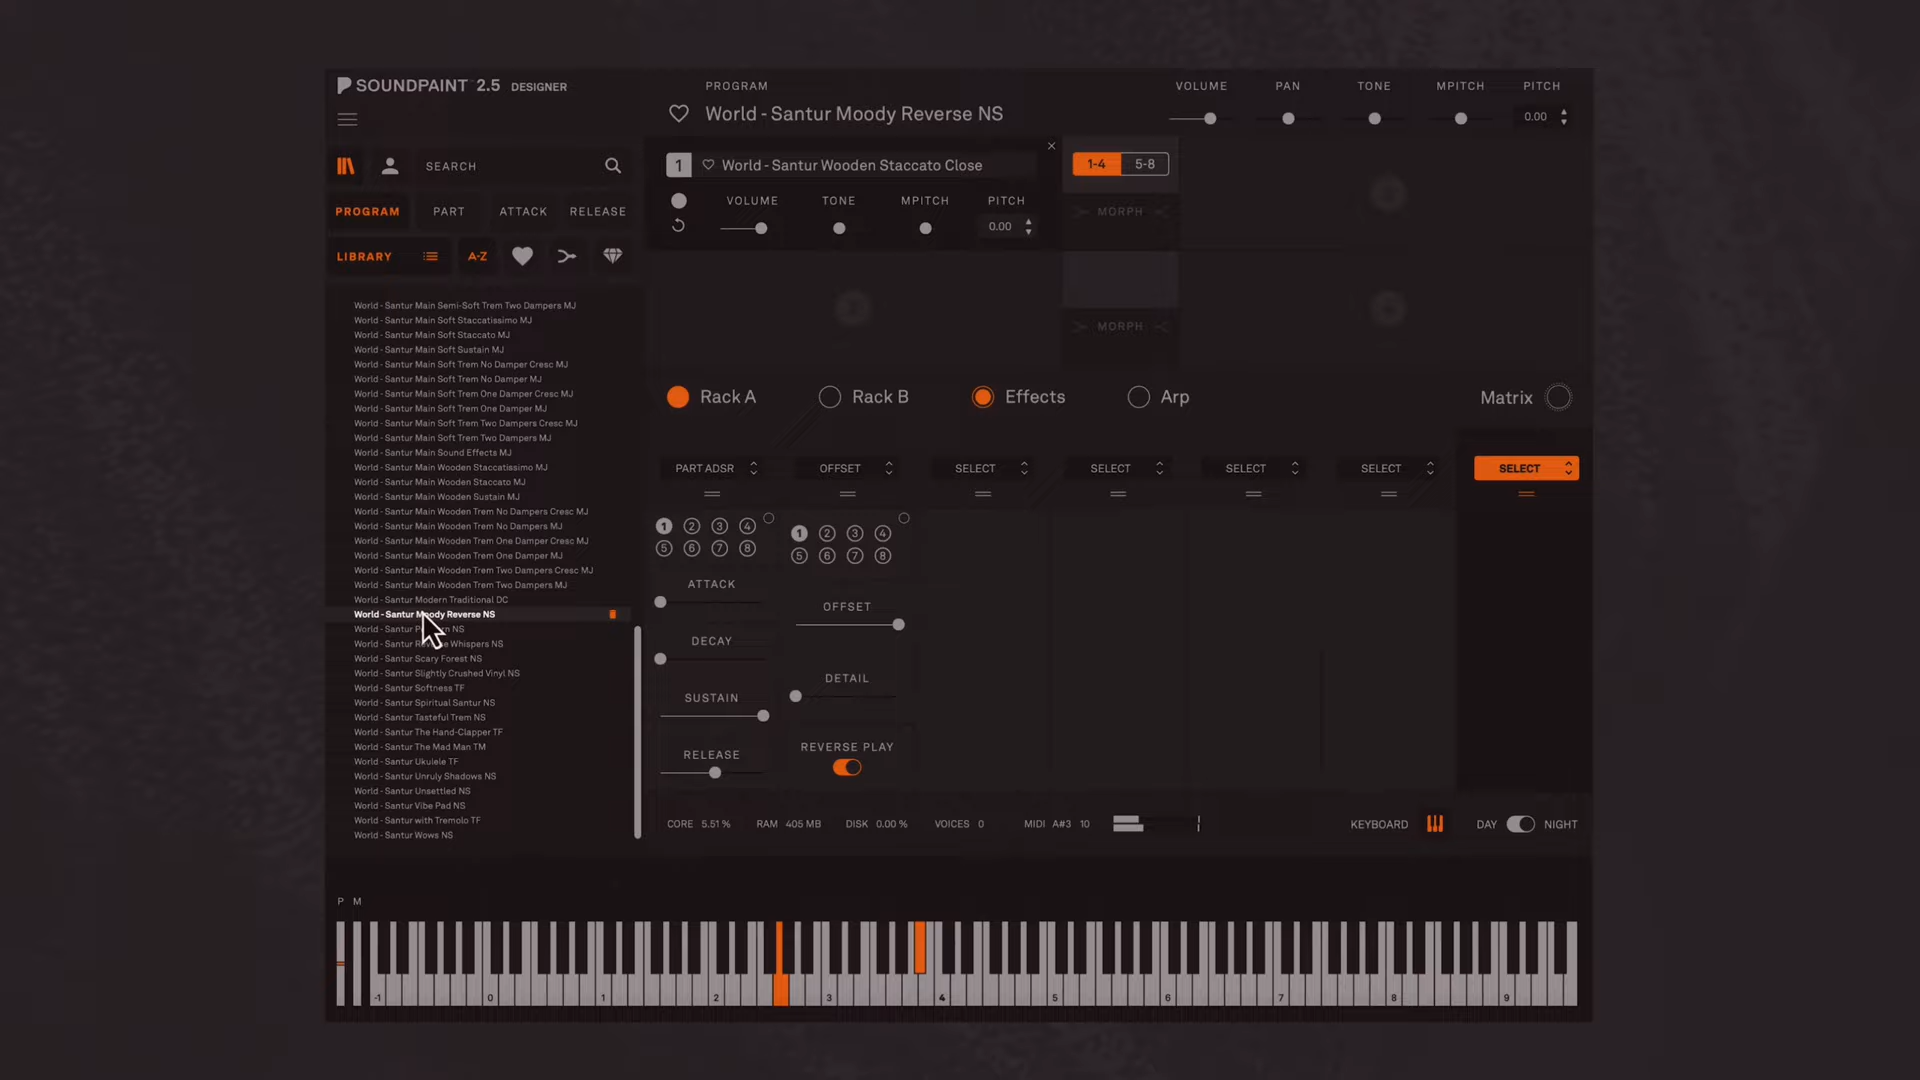 SOUNDPAINT 2.5 DESIGNER
PROGRAM
World - Santur Moody Reverse NS
VOLUME PAN TONE MPITCH PITCH
0.00
SEARCH
PROGRAM PART ATTACK RELEASE
LIBRARY A-Z
1 World - Santur Wooden Staccato Close
VOLUME TONE MPITCH PITCH
0.00
1-4 5-8
MORPH
MORPH
World - Santur Main Semi-Soft Trem Two Dampers MJ
World - Santur Main Soft Staccatissimo MJ
World - Santur Main Soft Staccato MJ
World - Santur Main Soft Sustain MJ
World - Santur Main Soft Trem No Damper Cresc MJ
World - Santur Main Soft Trem No Damper MJ
World - Santur Main Soft Trem One Damper Cresc MJ
World - Santur Main Soft Trem One Damper MJ
World - Santur Main Soft Trem Two Dampers Cresc MJ
World - Santur Main Soft Trem Two Dampers MJ
World - Santur Main Sound Effects MJ
World - Santur Main Wooden Staccatissimo MJ
World - Santur Main Wooden Staccato MJ
World - Santur Main Wooden Sustain MJ
World - Santur Main Wooden Trem No Dampers Cresc MJ
World - Santur Main Wooden Trem No Dampers MJ
World - Santur Main Wooden Trem One Damper Cresc MJ
World - Santur Main Wooden Trem One Damper MJ
World - Santur Main Wooden Trem Two Dampers Cresc MJ
World - Santur Main Wooden Trem Two Dampers MJ
World - Santur Modern Traditional DC
World - Santur Moody Reverse NS
World - Santur NS
World - Santur Reverse Whispers NS
World - Santur Scary Forest NS
World - Santur Slightly Crushed Vinyl NS
World - Santur Softness TF
World - Santur Spiritual Santur NS
World - Santur Tasteful Trem NS
World - Santur The Hand-Clapper TF
World - Santur The Mad Man TM
World - Santur Ukulele TF
World - Santur Unruly Shadows NS
World - Santur Unsettled NS
World - Santur Vibe Pad NS
World - Santur with Tremolo TF
World - Santur Wows NS
Rack A Rack B Effects Arp Matrix
PART ADSR OFFSET SELECT SELECT SELECT SELECT SELECT
1 2 3 4
5 6 7 8
1 2 3 4
5 6 7 8
ATTACK
DECAY
SUSTAIN
RELEASE
OFFSET
DETAIL
REVERSE PLAY
CORE 5.51 % RAM 405 MB DISK 0.00 % VOICES 0 MIDI A#3 10 KEYBOARD DAY NIGHT
P M
-1 0 1 2 3 4 5 6 7 8 9